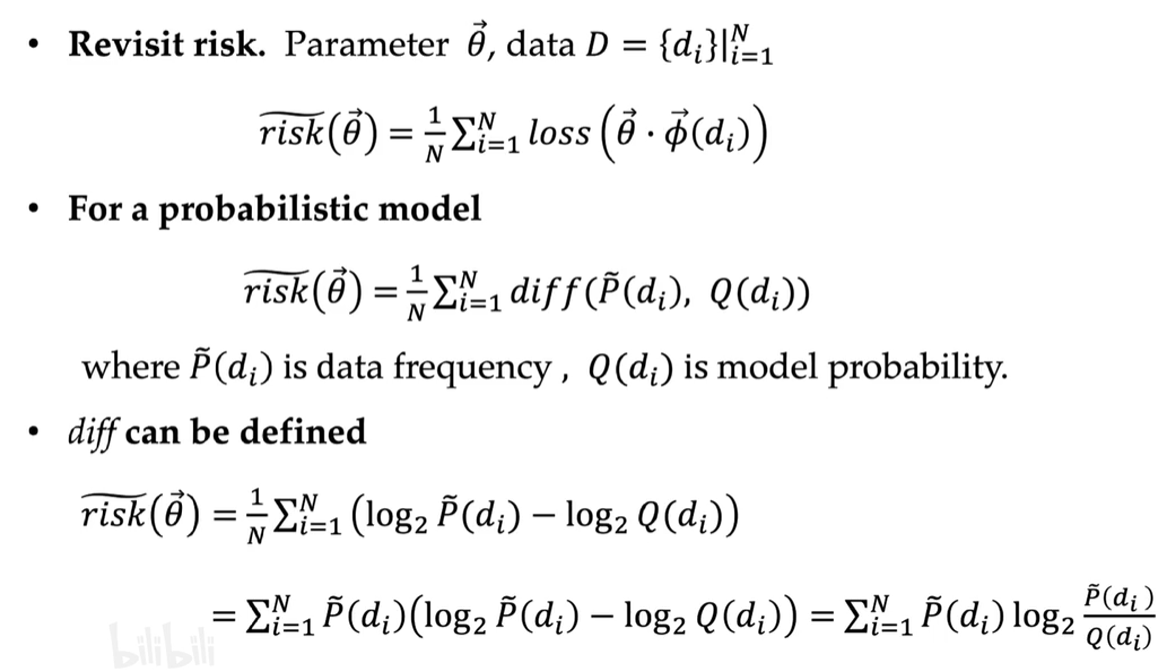 • Revisit risk. Parameter $\vec{\theta}$, data $D = \{d_i\}|_{i=1}^{N}$
$\widetilde{risk}(\vec{\theta}) = \frac{1}{N}\sum_{i=1}^{N} loss\left(\vec{\theta} \cdot \vec{\phi}(d_i)\right)$
• For a probabilistic model
$\widetilde{risk}(\vec{\theta}) = \frac{1}{N}\sum_{i=1}^{N} diff(\tilde{P}(d_i), Q(d_i))$
where $\tilde{P}(d_i)$ is data frequency , $Q(d_i)$ is model probability.
• diff can be defined
$\widetilde{risk}(\vec{\theta}) = \frac{1}{N}\sum_{i=1}^{N} \left(\log_2 \tilde{P}(d_i) - \log_2 Q(d_i)\right)$
$= \sum_{i=1}^{N} \tilde{P}(d_i)\left(\log_2 \tilde{P}(d_i) - \log_2 Q(d_i)\right) = \sum_{i=1}^{N} \tilde{P}(d_i) \log_2 \frac{\tilde{P}(d_i)}{Q(d_i)}$
bilibili